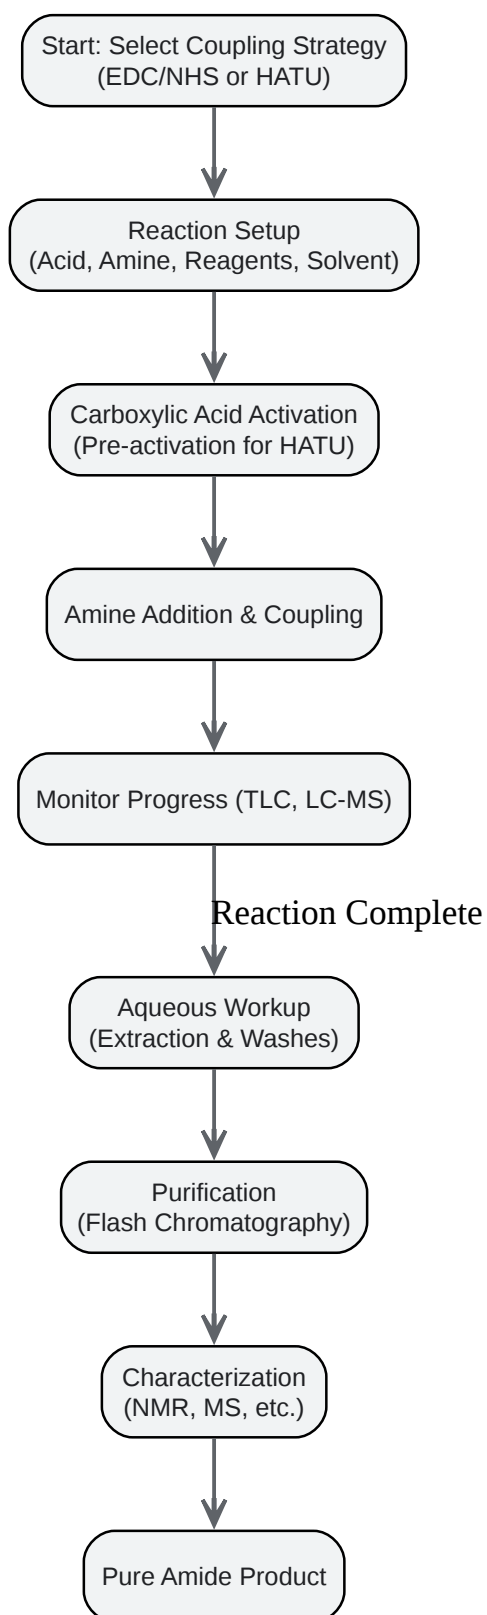 Start: Select Coupling Strategy
(EDC/NHS or HATU)
Reaction Setup
(Acid, Amine, Reagents, Solvent)
Carboxylic Acid Activation
(Pre-activation for HATU)
Amine Addition & Coupling
Monitor Progress (TLC, LC-MS)
Reaction Complete
Aqueous Workup
(Extraction & Washes)
Purification
(Flash Chromatography)
Characterization
(NMR, MS, etc.)
Pure Amide Product